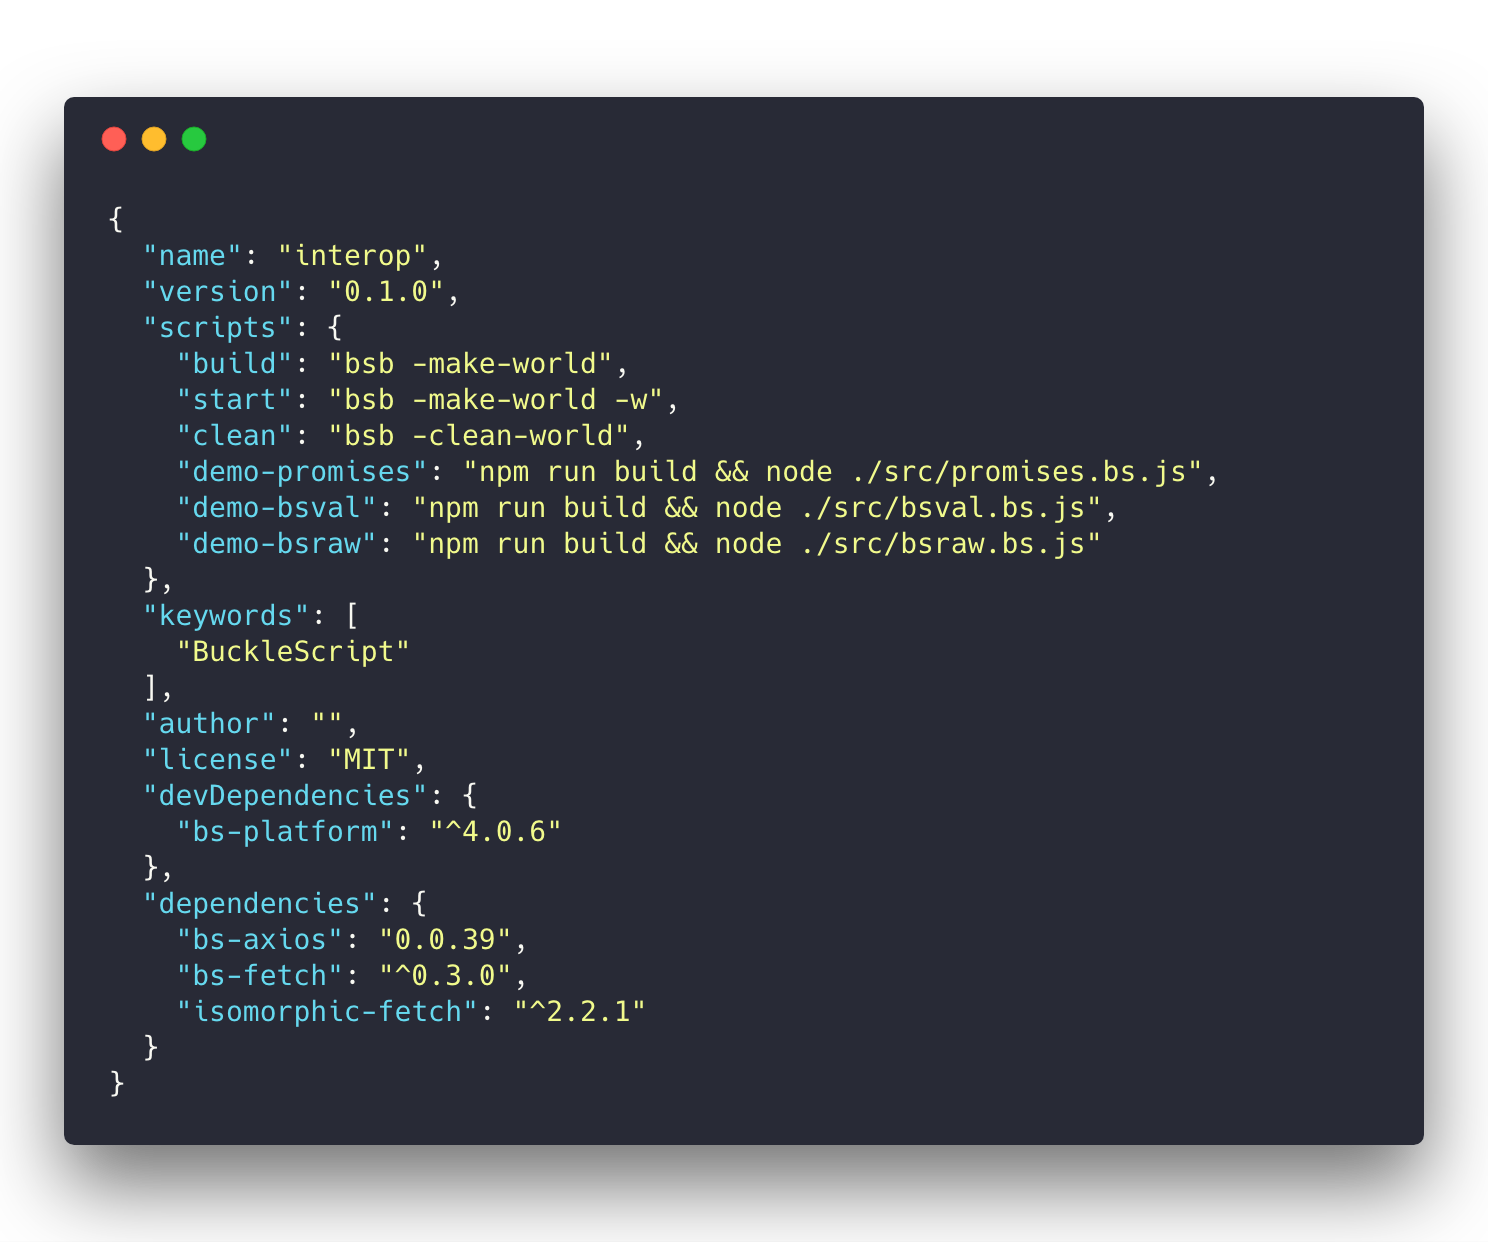 {
  "name": "interop",
  "version": "0.1.0",
  "scripts": {
    "build": "bsb -make-world",
    "start": "bsb -make-world -w",
    "clean": "bsb -clean-world",
    "demo-promises": "npm run build && node ./src/promises.bs.js",
    "demo-bsval": "npm run build && node ./src/bsval.bs.js",
    "demo-bsraw": "npm run build && node ./src/bsraw.bs.js"
  },
  "keywords": [
    "BuckleScript"
  ],
  "author": "",
  "license": "MIT",
  "devDependencies": {
    "bs-platform": "^4.0.6"
  },
  "dependencies": {
    "bs-axios": "0.0.39",
    "bs-fetch": "^0.3.0",
    "isomorphic-fetch": "^2.2.1"
  }
}